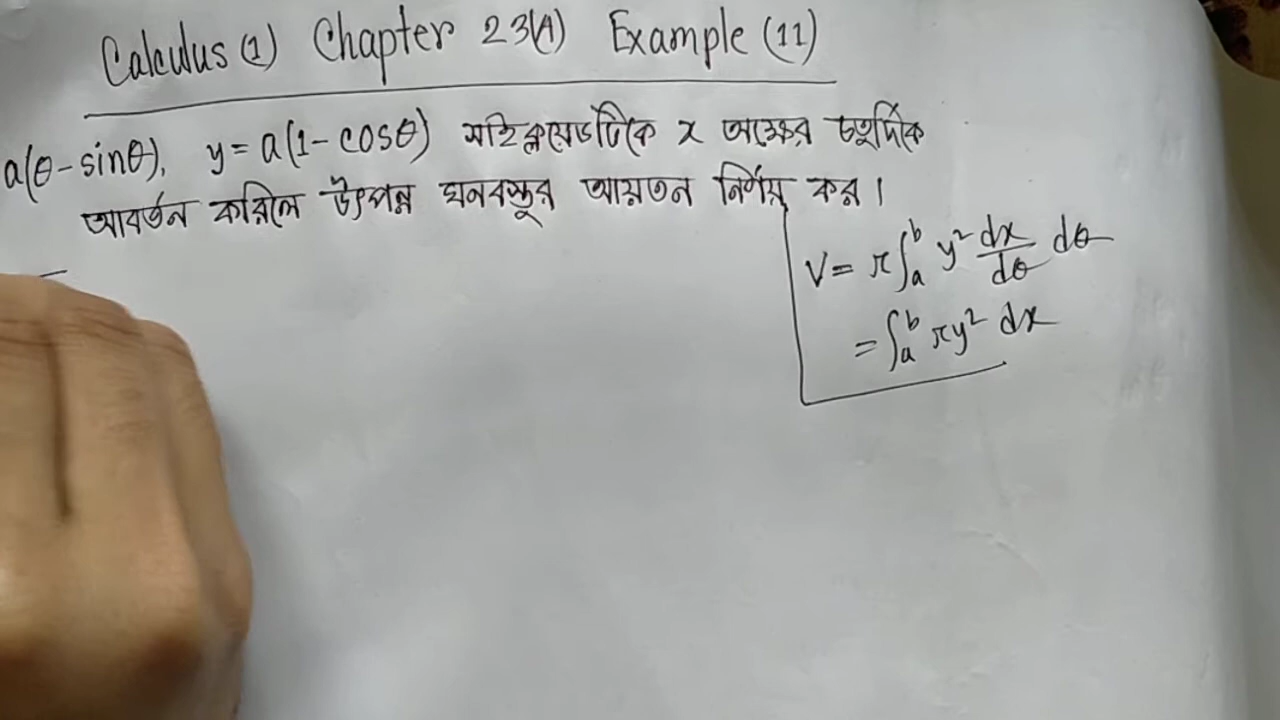 Calculus (1) Chapter 23(A) Example (11)
a(θ-sinθ), y=a(1-cosθ) সাইক্লয়েডটিকে x অক্ষের চতুর্দিকে
আবর্তন করিলে উৎপন্ন ঘনবস্তুর আয়তন নির্ণয় কর।
V= π∫ₐᵇ y² dx/dθ dθ
=∫ₐᵇ πy² dx